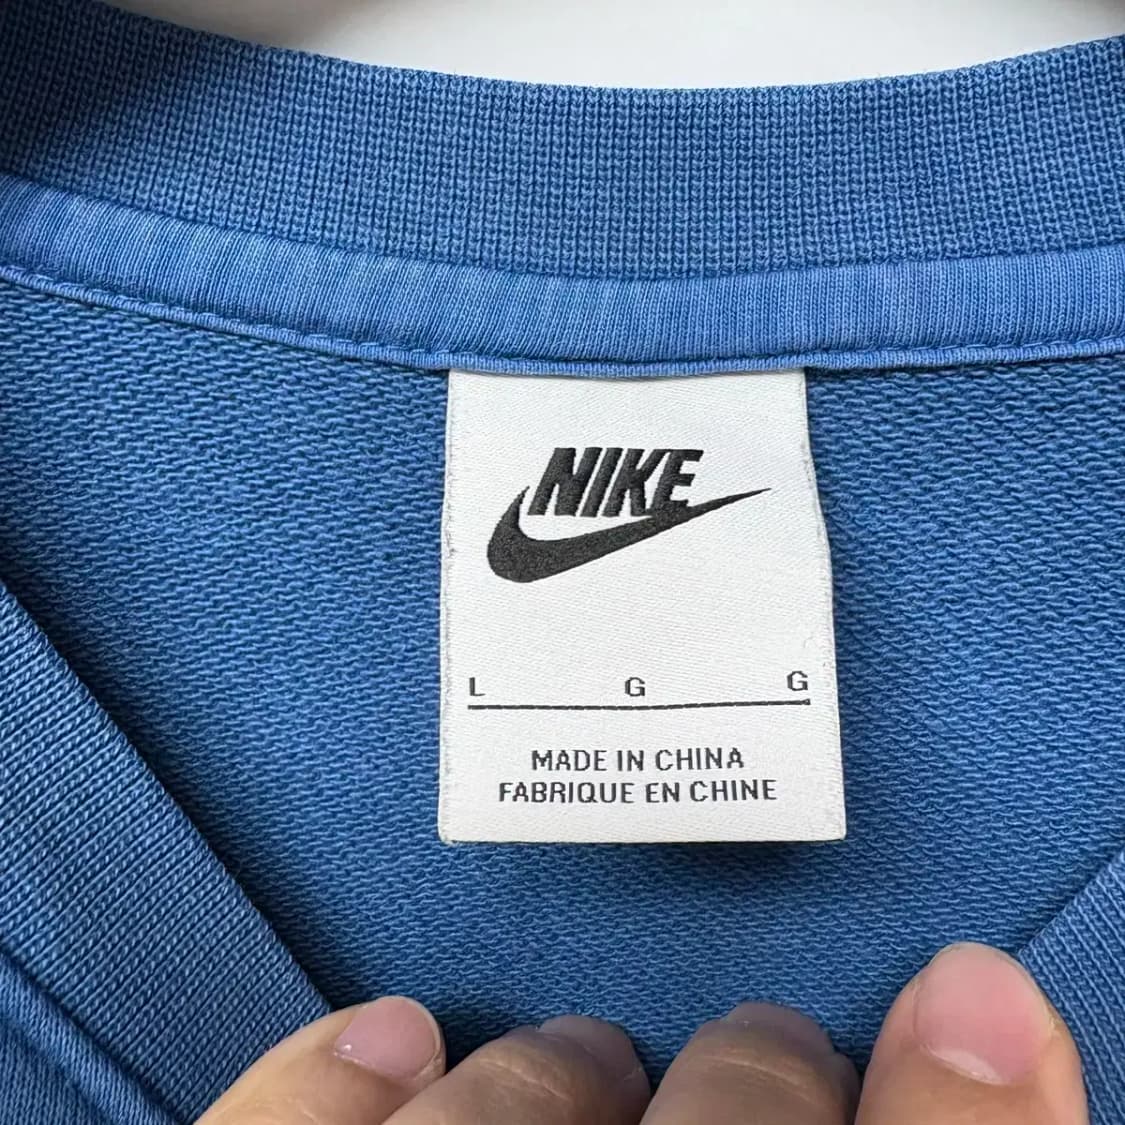 NIKE
L G G
MADE IN CHINA
FABRIQUE EN CHINE